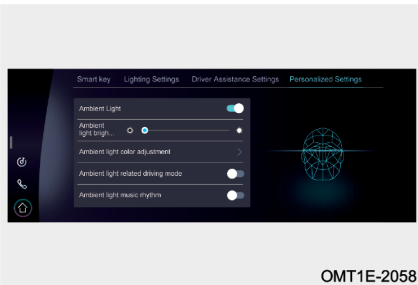 Smart key Lighting Settings Driver Assistance Settings Personalized Settings
Ambient Light
Ambient
light brigh...
Ambient light color adjustment
Ambient light related driving mode
Ambient light music rhythm
OMT1E-2058